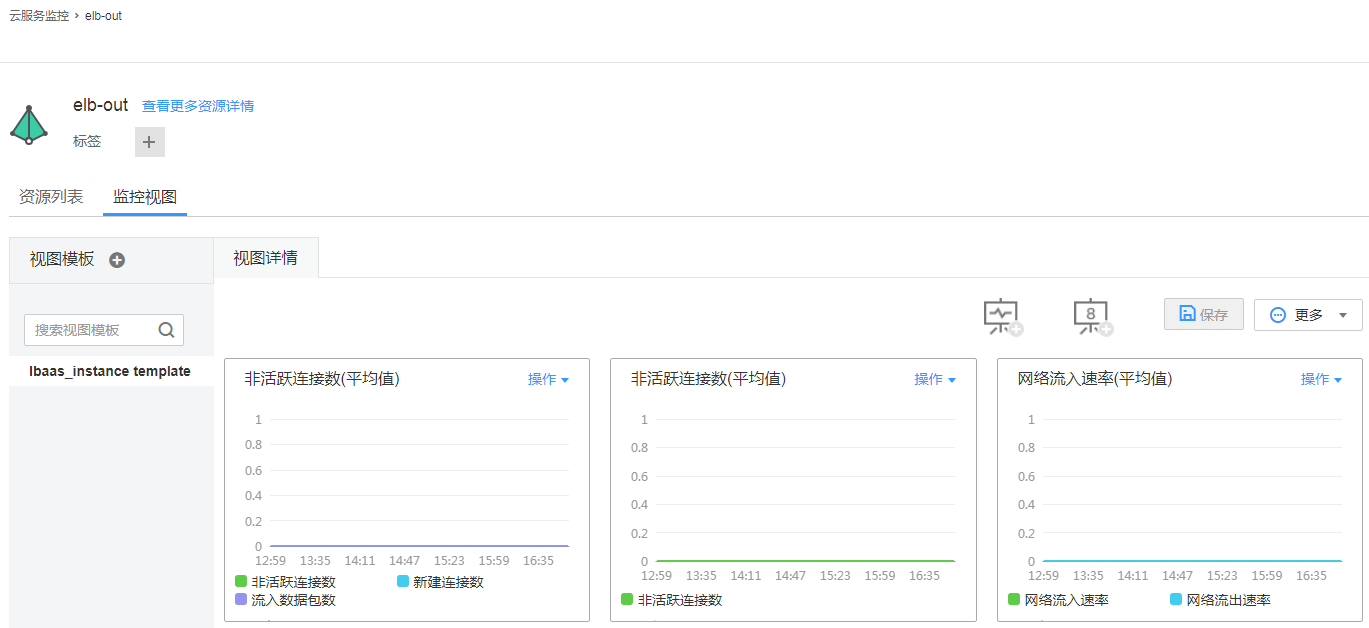 云服务监控 › elb-out
elb-out 查看更多资源详情
标签 +
资源列表 监控视图
视图模板 视图详情
8 保存 更多
搜索视图模板
lbaas_instance template
非活跃连接数(平均值) 操作
1
0.8
0.6
0.4
0.2
0
12:59 13:35 14:11 14:47 15:23 15:59 16:35
非活跃连接数 新建连接数
流入数据包数
非活跃连接数(平均值) 操作
1
0.8
0.6
0.4
0.2
0
12:59 13:35 14:11 14:47 15:23 15:59 16:35
非活跃连接数
网络流入速率(平均值) 操作
1
0.8
0.6
0.4
0.2
0
12:59 13:35 14:11 14:47 15:23 15:59 16:35
网络流入速率 网络流出速率